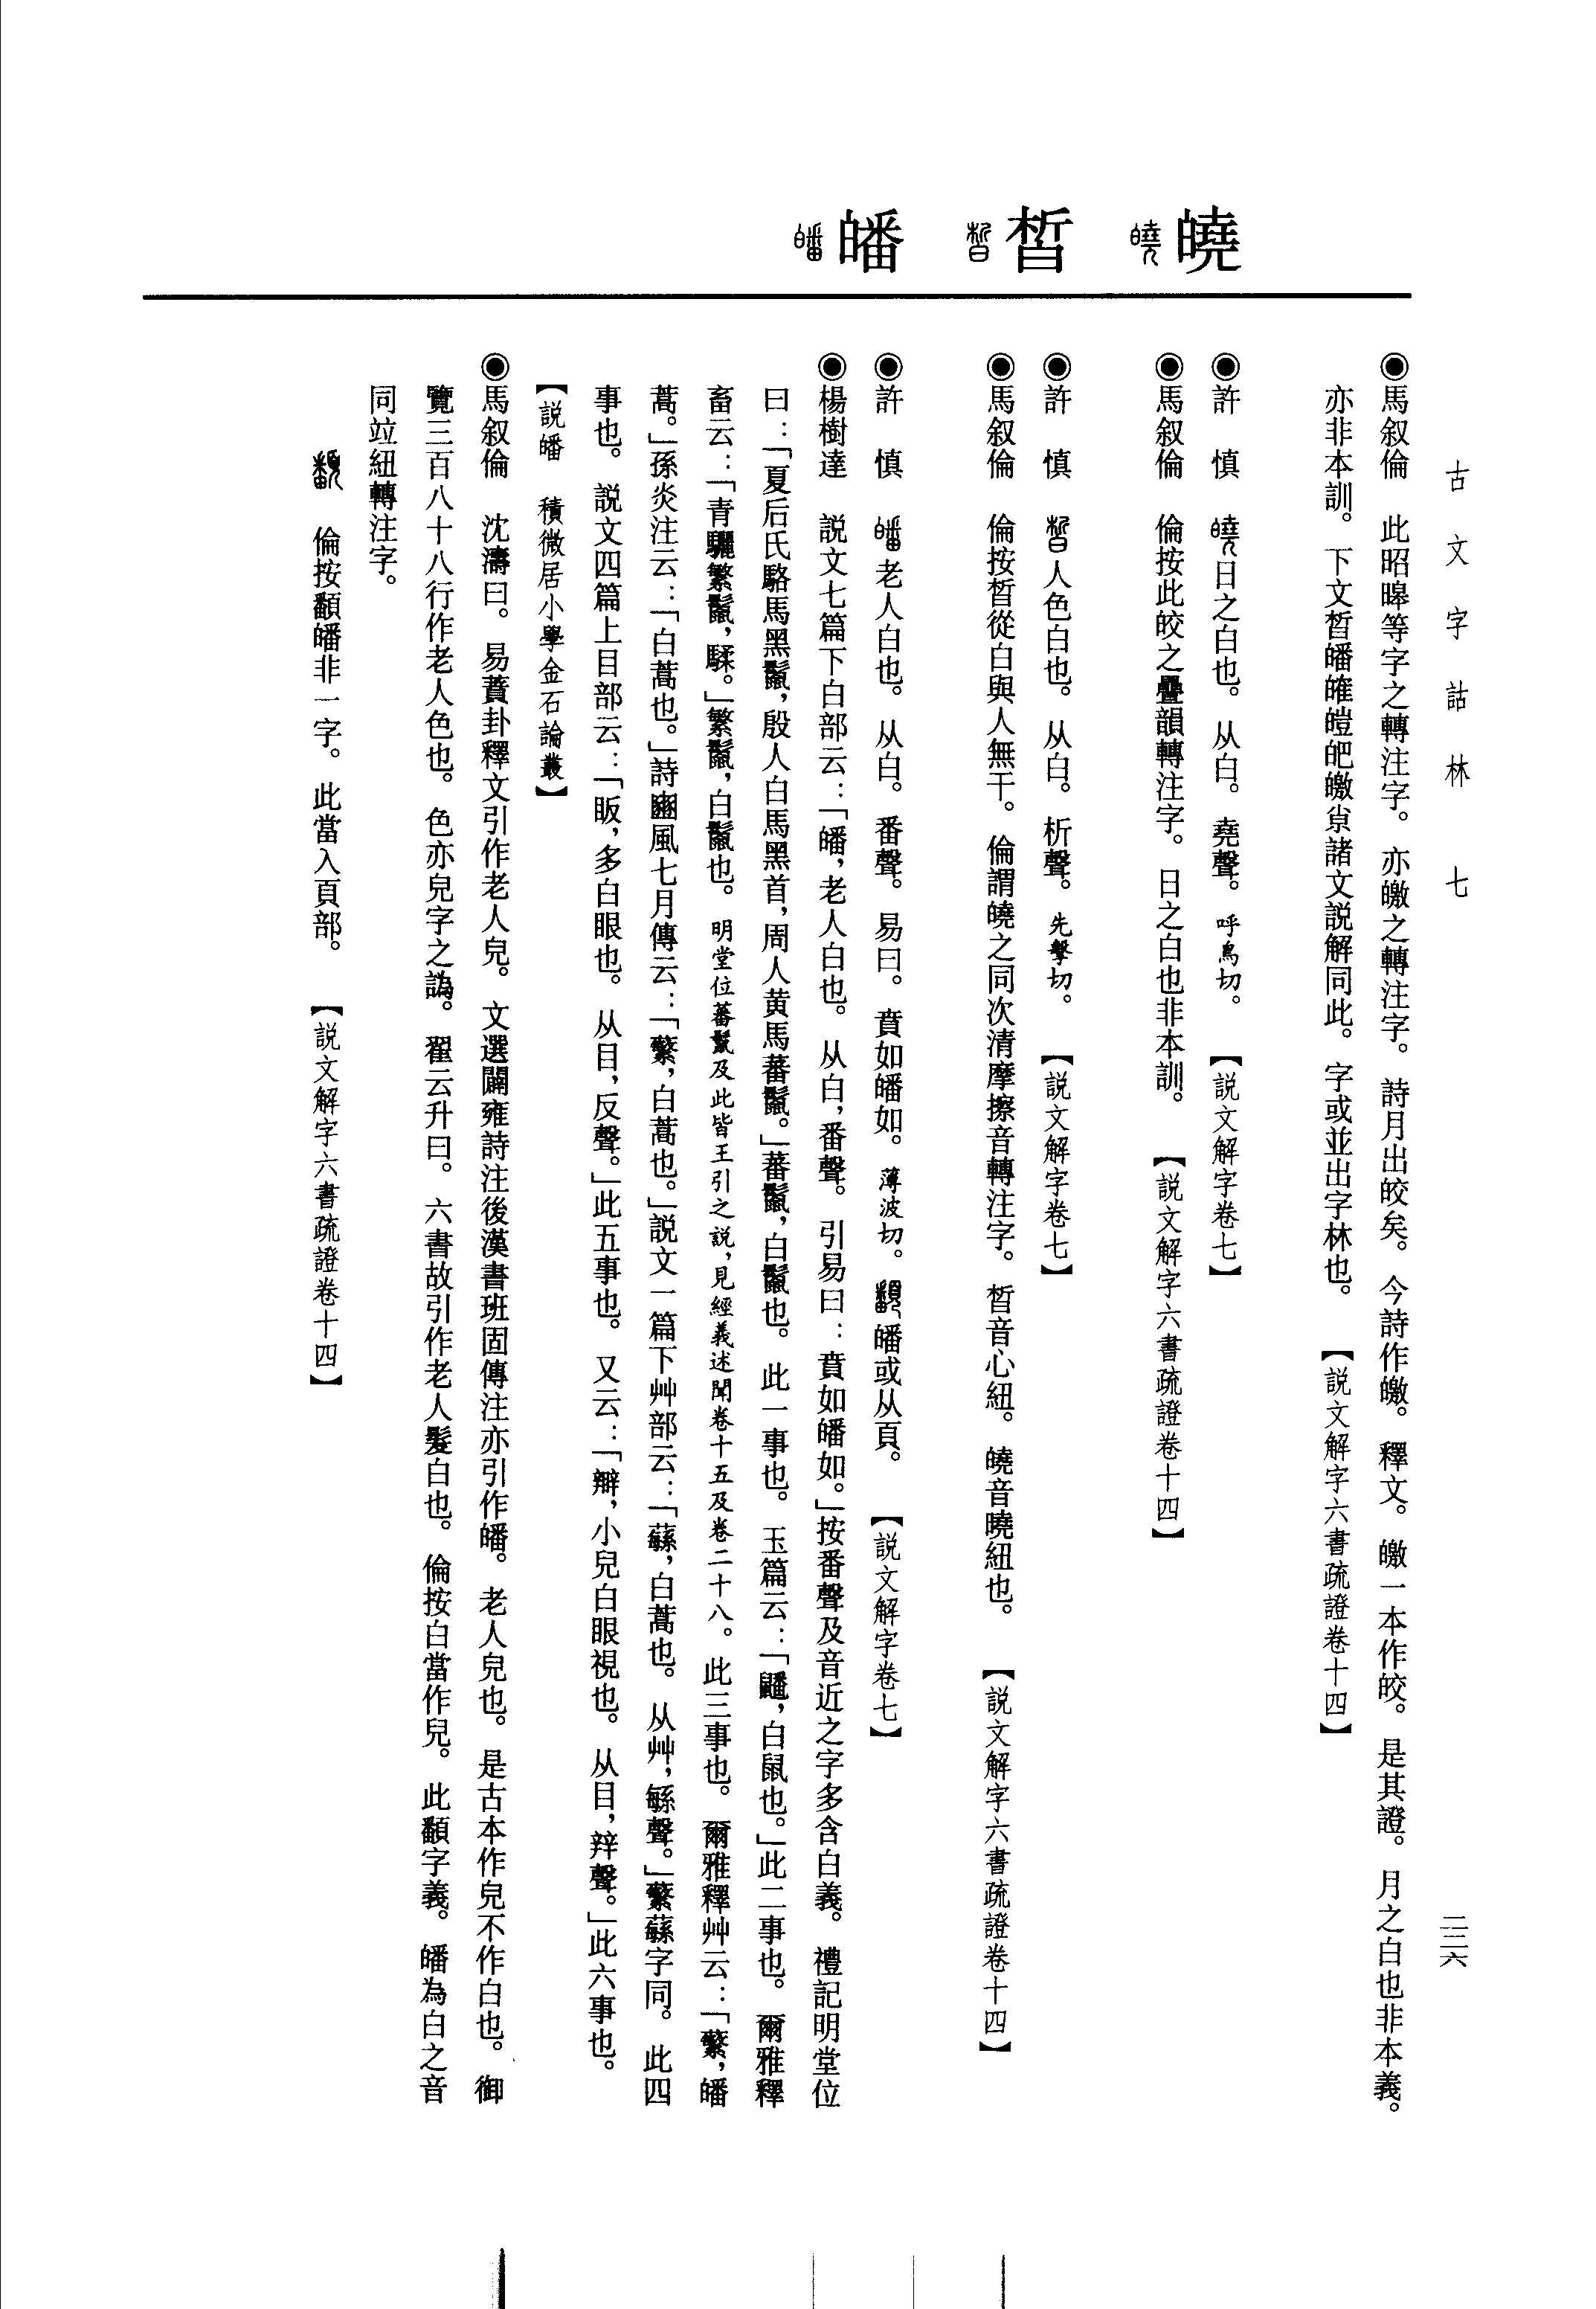 古文字詁林 七
三三六
曉 晳 皤
◉馬叙倫 此昭暤等字之轉注字。亦皦之轉注字。詩月出皎矣。今詩作皦。釋文。皦一本作皎。是其證。月之白也非本義。
亦非本訓。下文晳皤皠皚皅皦皛諸文説解同此。字或並出字林也。 【説文解字六書疏證卷十四】
◉許 慎 曉日之白也。从白。堯聲。呼鳥切。 【説文解字卷七】
◉馬叙倫 倫按此皎之疊韻轉注字。日之白也非本訓。 【説文解字六書疏證卷十四】
◉許 慎 晳人色白也。从白。析聲。先擊切。 【説文解字卷七】
◉馬叙倫 倫按晳從白與人無干。倫謂皢之同次清摩擦音轉注字。晳音心紐。皢音曉紐也。 【説文解字六書疏證卷十四】
◉許 慎 皤老人白也。从白。番聲。易曰。賁如皤如。薄波切。𩕏皤或从頁。 【説文解字卷七】
◉楊樹達 説文七篇下白部云：「皤，老人白也。从白，番聲。引易曰：賁如皤如。」按番聲及音近之字多含白義。禮記明堂位
曰：「夏后氏駱馬黑鬣，殷人白馬黑首，周人黄馬蕃鬣。」蕃鬣，白鬣也。此一事也。玉篇云：「鼶，白鼠也。」此二事也。爾雅釋
畜云：「青驪繁鬣，騥。」繁鬣，白鬣也。明堂位蕃鬣及此皆王引之説，見經義述聞卷十五及卷二十八。此三事也。爾雅釋艸云：「蘩，皤
蒿。」孫炎注云：「白蒿也。」詩豳風七月傳云：「蘩，白蒿也。」説文一篇下艸部云：「蘇，白蒿也。从艸，緐聲。」蘩蘇字同。此四
事也。説文四篇上目部云：「眅，多白眼也。从目，反聲。」此五事也。又云：「辬，小兒白眼視也。从目，辡聲。」此六事也。
【説皤 積微居小學金石論叢】
◉馬叙倫 沈濤曰。易蕡卦釋文引作老人皃。文選闢雍詩注後漢書班固傳注亦引作皤。老人皃也。是古本作皃不作白也。御
覽三百八十八行作老人色也。色亦皃字之譌。翟云升曰。六書故引作老人髮白也。倫按白當作皃。此𩕏字義。皤為白之音
同竝紐轉注字。
倫按𩕏皤非一字。此當入頁部。 【説文解字六書疏證卷十四】